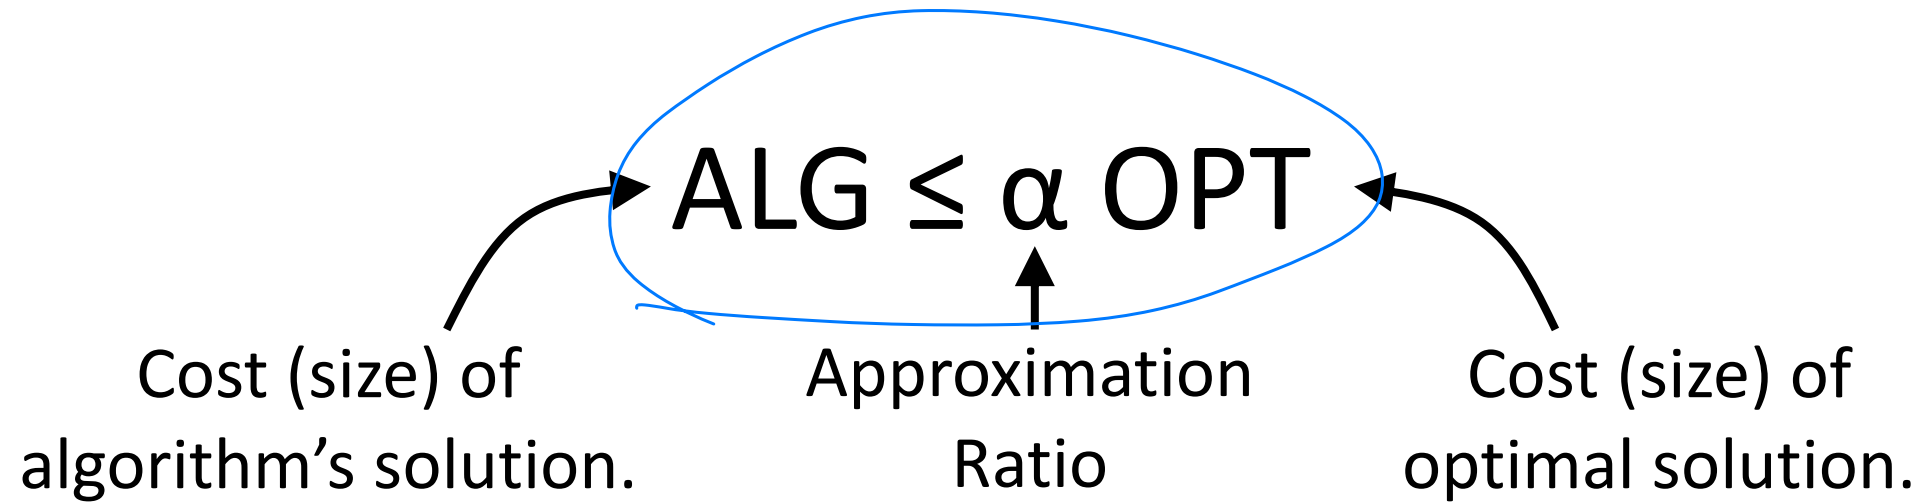 ALG ≤ α OPT
Cost (size) of
algorithm’s solution.
Approximation
Ratio
Cost (size) of
optimal solution.